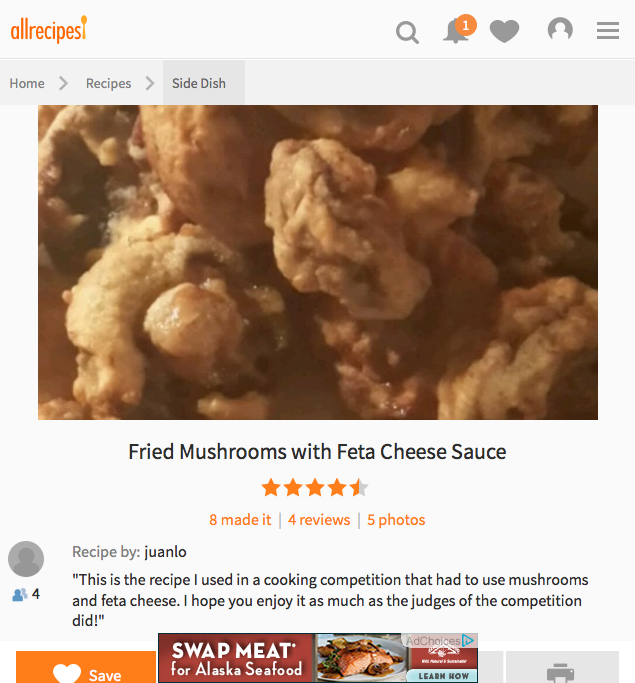 allrecipes
1
Home
Recipes
Side Dish
Fried Mushrooms with Feta Cheese Sauce
8 made it | 4 reviews | 5 photos
Recipe by: juanlo
4
"This is the recipe I used in a cooking competition that had to use mushrooms
and feta cheese. I hope you enjoy it as much as the judges of the competition
did!"
AdChoices
SWAP MEAT*
for Alaska Seafood
LEARN HOW
Save